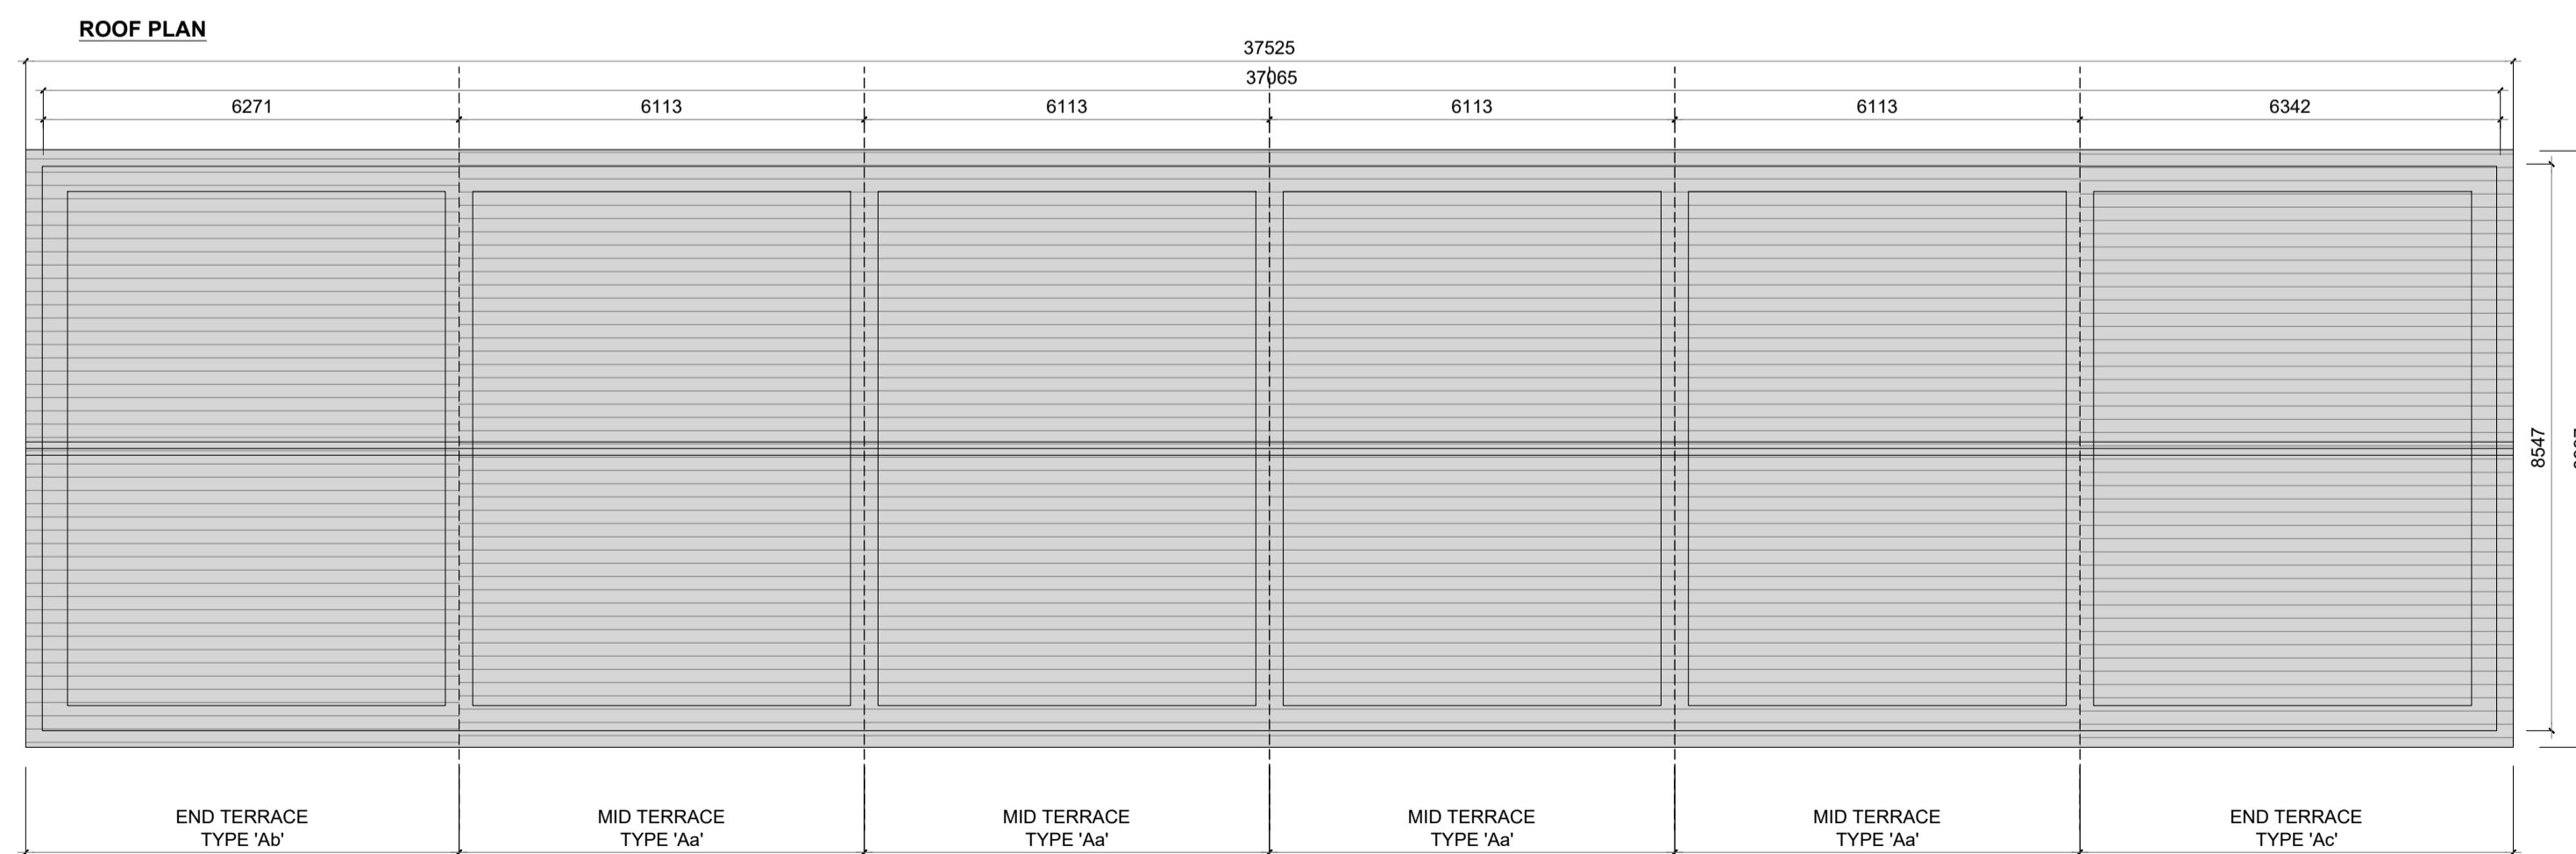 ROOF PLAN
37525
37065
6271 6113 6113 6113 6113 6342
8547
END TERRACE MID TERRACE MID TERRACE MID TERRACE MID TERRACE END TERRACE
TYPE 'Ab' TYPE 'Aa' TYPE 'Aa' TYPE 'Aa' TYPE 'Aa' TYPE 'Ac'